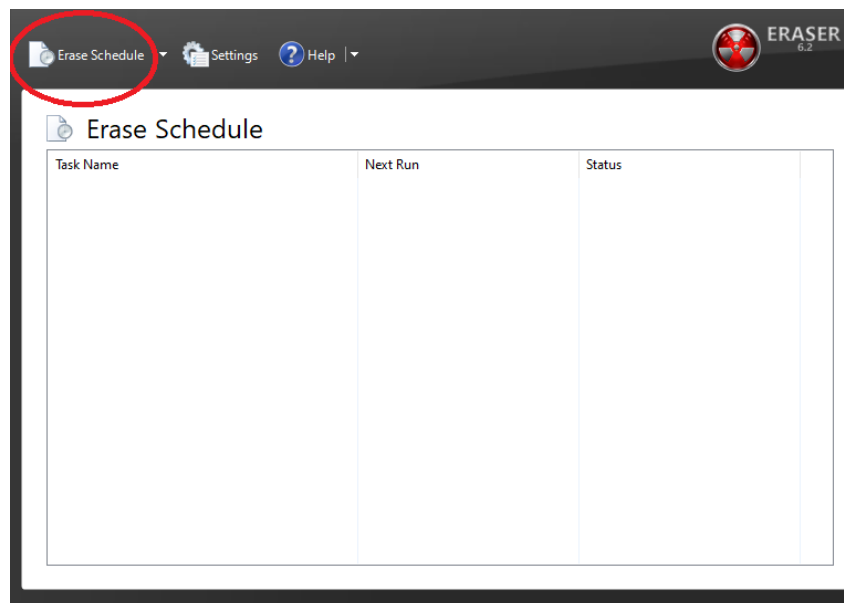 Erase Schedule Settings ? Help
ERASER
6.2
Erase Schedule
Task Name Next Run Status